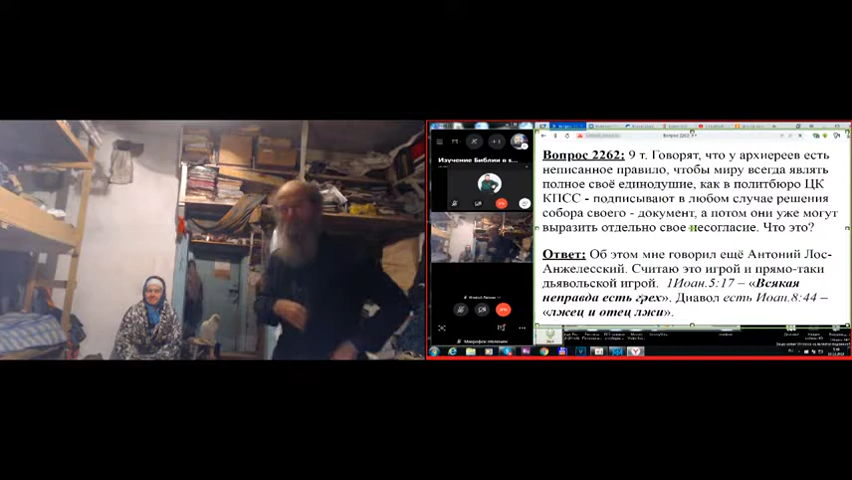 Изучение Библии в в...
Вопрос 2262: 9 т. Говорят, что у архиереев есть
неписанное правило, чтобы миру всегда являть
полное своё единодушие, как в политбюро ЦК
КПСС - подписывают в любом случае решения
собора своего - документ, а потом они уже могут
выразить отдельно свое несогласие. Что это?
Ответ: Об этом мне говорил ещё Антоний Лос-
Анжелесский. Считаю это игрой и прямо-таки
дьявольской игрой. 1Иоан.5:17 – «Всякая
неправда есть грех». Диавол есть Иоан.8:44 –
«лжец и отец лжи».